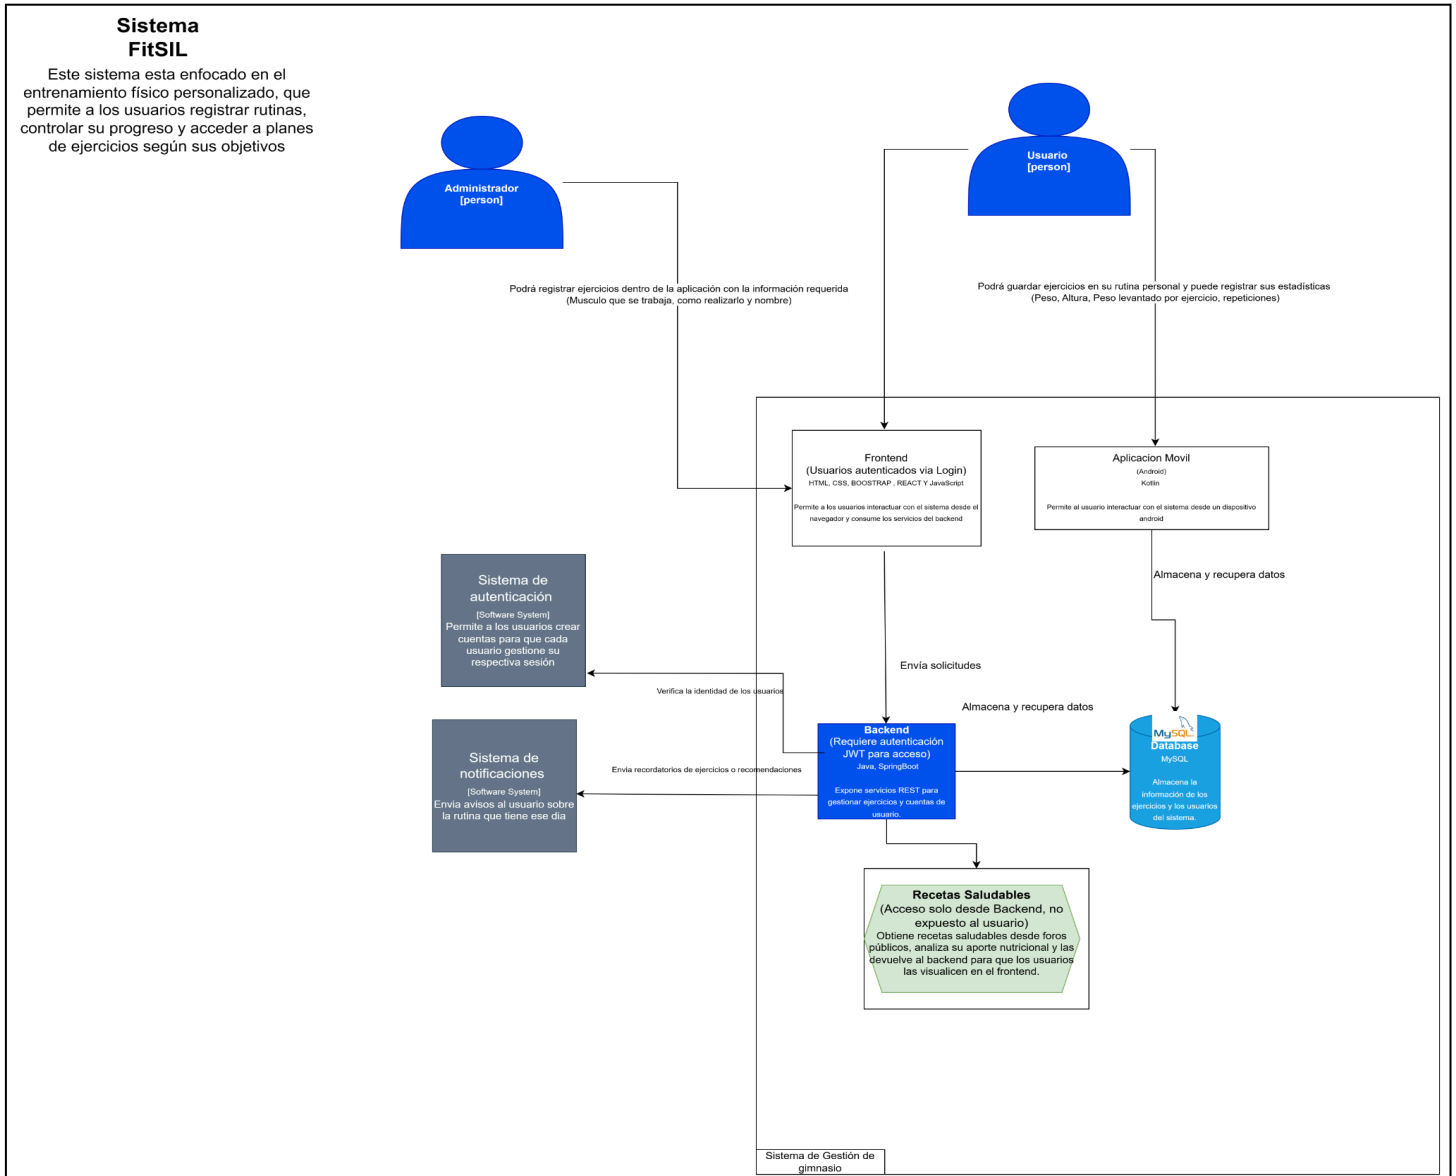 Sistema
FitSIL
Este sistema esta enfocado en el
entrenamiento físico personalizado, que
permite a los usuarios registrar rutinas,
controlar su progreso y acceder a planes
de ejercicios según sus objetivos
Administrador
[person]
Usuario
[person]
Podrá registrar ejercicios dentro de la aplicación con la información requerida
(Musculo que se trabaja, como realizarlo y nombre)
Podrá guardar ejercicios en su rutina personal y puede registrar sus estadísticas
(Peso, Altura, Peso levantado por ejercicio, repeticiones)
Frontend
(Usuarios autenticados via Login)
HTML, CSS, BOOSTRAP , REACT Y JavaScript
Permite a los usuarios interactuar con el sistema desde el
navegador y consume los servicios del backend
Aplicacion Movil
(Android)
Kotlin
Permite al usuario interactuar con el sistema desde un dispositivo
android
Almacena y recupera datos
Sistema de
autenticación
[Software System]
Permite a los usuarios crear
cuentas para que cada
usuario gestione su
respectiva sesión
Envía solicitudes
Verifica la identidad de los usuarios
Almacena y recupera datos
Sistema de
notificaciones
[Software System]
Envia avisos al usuario sobre
la rutina que tiene ese dia
Envia recordatorios de ejercicios o recomendaciones
Backend
(Requiere autenticación
JWT para acceso)
Java, SpringBoot
Expone servicios REST para
gestionar ejercicios y cuentas de
usuario.
MySQL
Database
MySQL
Almacena la
información de los
ejercicios y los usuarios
del sistema.
Recetas Saludables
(Acceso solo desde Backend, no
expuesto al usuario)
Obtiene recetas saludables desde foros
públicos, analiza su aporte nutricional y las
devuelve al backend para que los usuarios
las visualicen en el frontend.
Sistema de Gestión de
gimnasio